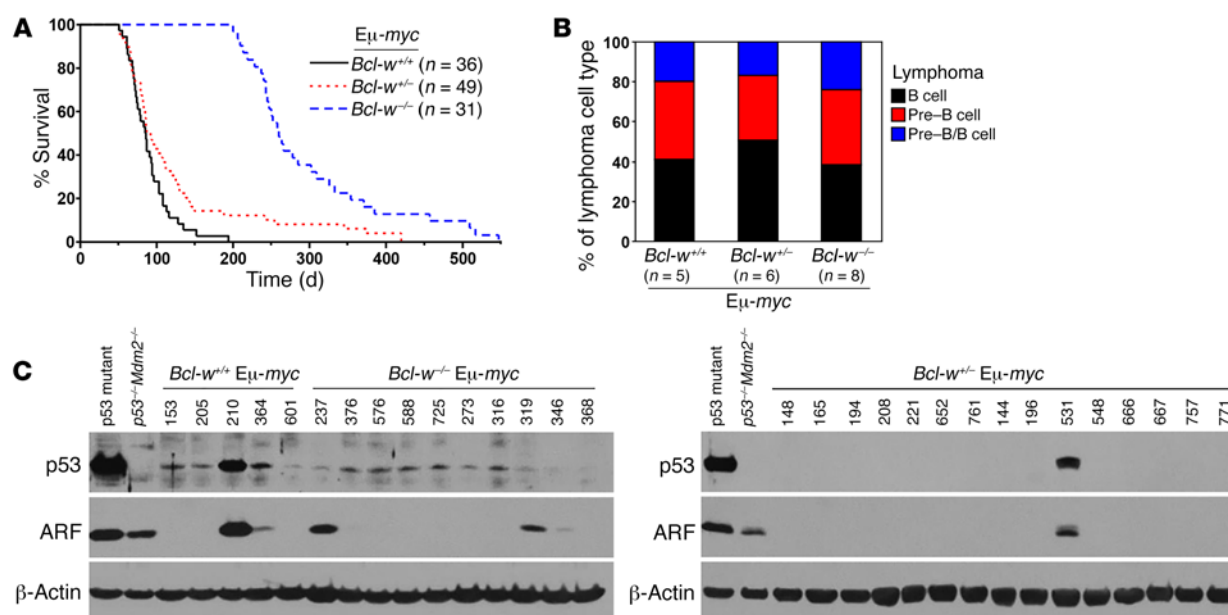 A
100
80
60
40
20
0
% Survival
0 100 200 300 400 500
Time (d)
Eμ-myc
Bcl-w+/+ (n = 36)
Bcl-w+/– (n = 49)
Bcl-w–/– (n = 31)
B
100
80
60
40
20
0
% of lymphoma cell type
Bcl-w+/+ Bcl-w+/– Bcl-w–/–
(n = 5) (n = 6) (n = 8)
Eμ-myc
Lymphoma
B cell
Pre–B cell
Pre–B/B cell
C
Bcl-w+/+ Eμ-myc Bcl-w–/– Eμ-myc
p53 mutant p53–/–Mdm2–/– 153 205 210 364 601 237 376 576 588 725 273 316 319 346 368
p53
ARF
β-Actin
Bcl-w+/– Eμ-myc
p53 mutant p53–/–Mdm2–/– 148 165 194 208 221 652 761 144 196 531 548 666 667 757 771
p53
ARF
β-Actin